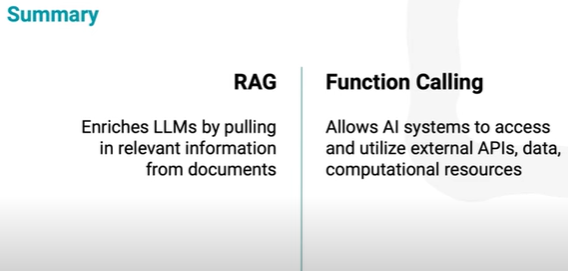 Summary
RAG
Enriches LLMs by pulling
in relevant information
from documents
Function Calling
Allows AI systems to access
and utilize external APIs, data,
computational resources